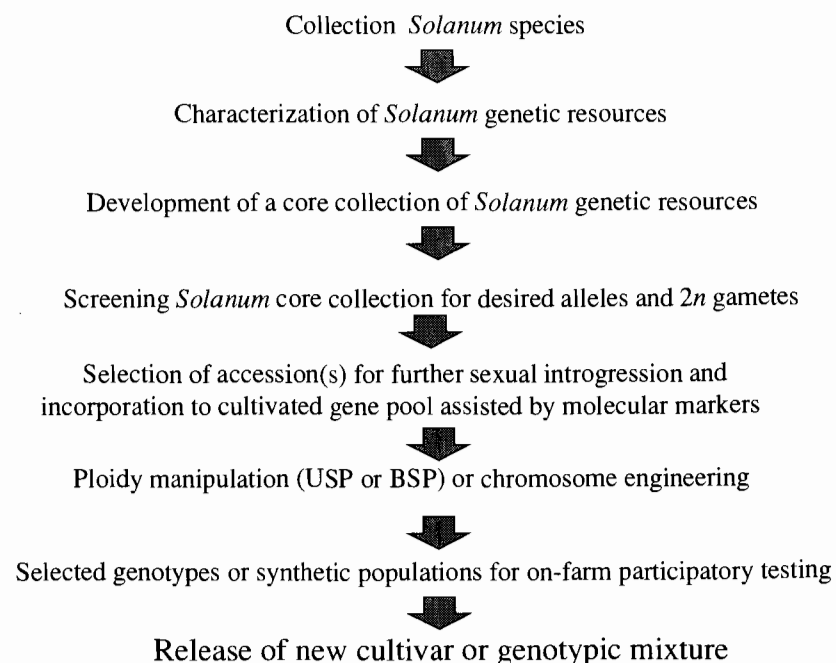 Collection Solanum species
Characterization of Solanum genetic resources
Development of a core collection of Solanum genetic resources
Screening Solanum core collection for desired alleles and 2n gametes
Selection of accession(s) for further sexual introgression and
incorporation to cultivated gene pool assisted by molecular markers
Ploidy manipulation (USP or BSP) or chromosome engineering
Selected genotypes or synthetic populations for on-farm participatory testing
Release of new cultivar or genotypic mixture